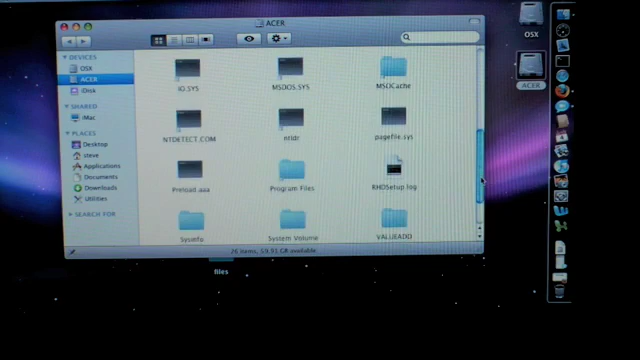 ACER
DEVICES
OSX
ACER
iDisk
SHARED
iMac
PLACES
Desktop
steve
Applications
Documents
Downloads
Utilities
SEARCH FOR
IO.SYS
MSDOS.SYS
MSOCache
NTDETECT.COM
ntldr
pagefile.sys
Preload.aaa
Program Files
RHDSetup.log
Sysinfo
System Volume
VALUEADD
26 items, 59.91 GB available
files
OSX
ACER